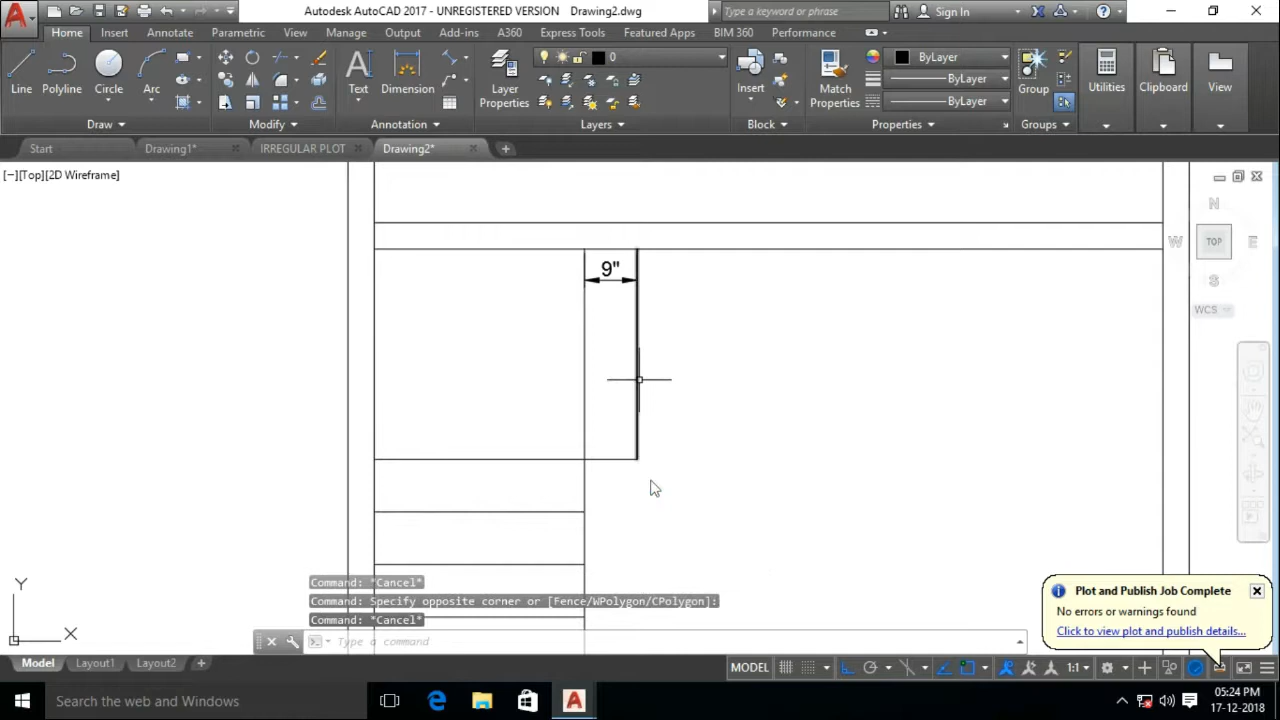 Autodesk AutoCAD 2017 - UNREGISTERED VERSION Drawing2.dwg
Type a keyword or phrase
Sign In
Home Insert Annotate Parametric View Manage Output Add-ins A360 Express Tools Featured Apps BIM 360 Performance
Line Polyline Circle Arc
Text Dimension
Layer Properties
0
Insert
Match Properties
ByLayer
ByLayer
ByLayer
Group
Utilities
Clipboard
View
Draw Modify Annotation Layers Block Properties Groups
Start Drawing1* IRREGULAR PLOT Drawing2*
[−][Top][2D Wireframe]
N
W TOP E
S
WCS
9"
Y
X
Command: *Cancel*
Command: Specify opposite corner or [Fence/WPolygon/CPolygon]:
Command: *Cancel*
Type a command
Plot and Publish Job Complete
No errors or warnings found
Click to view plot and publish details...
Model Layout1 Layout2
MODEL
1:1
Search the web and Windows
05:24 PM
17-12-2018